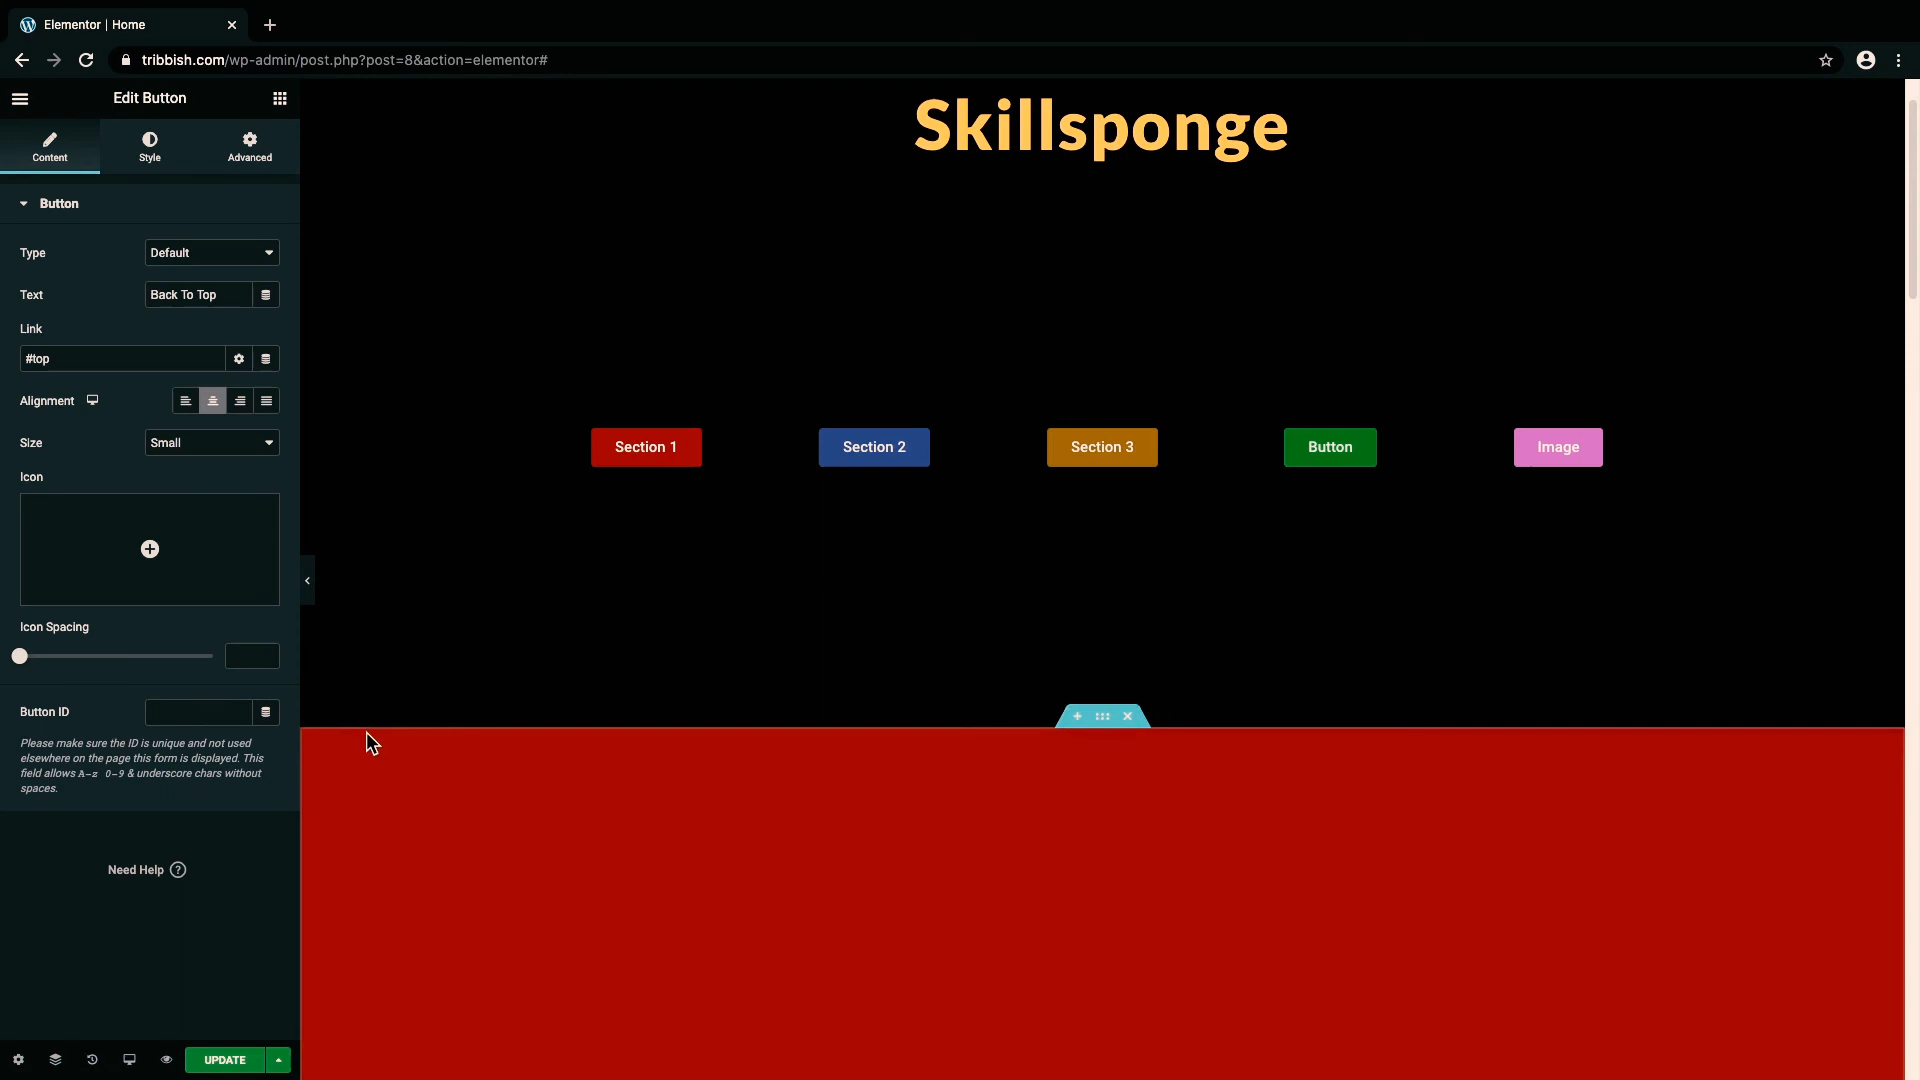 Elementor | Home
tribbish.com/wp-admin/post.php?post=8&action=elementor#
Edit Button
Content
Style
Advanced
Button
Type
Default
Text
Back To Top
Link
#top
Alignment
Size
Small
Icon
Icon Spacing
Button ID
Please make sure the ID is unique and not used
elsewhere on the page this form is displayed. This
field allows A-z 0-9 & underscore chars without
spaces.
Need Help ?
UPDATE
Skillsponge
Section 1
Section 2
Section 3
Button
Image